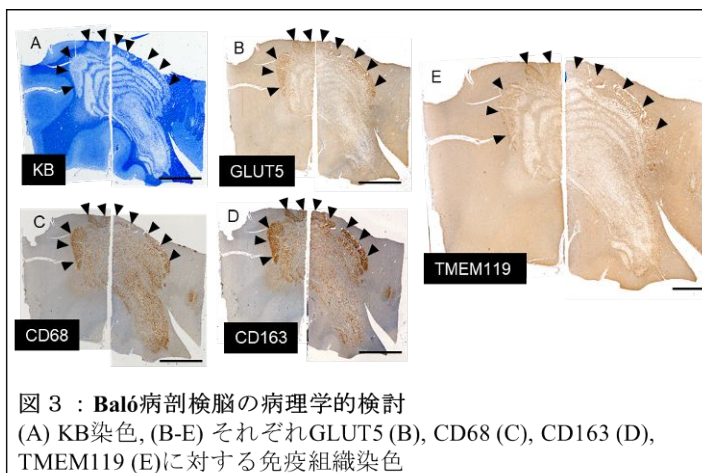 A
KB
B
GLUT5
C
CD68
D
CD163
E
TMEM119
図３：Baló病剖検脳の病理学的検討
(A) KB染色, (B-E) それぞれGLUT5 (B), CD68 (C), CD163 (D),
TMEM119 (E)に対する免疫組織染色